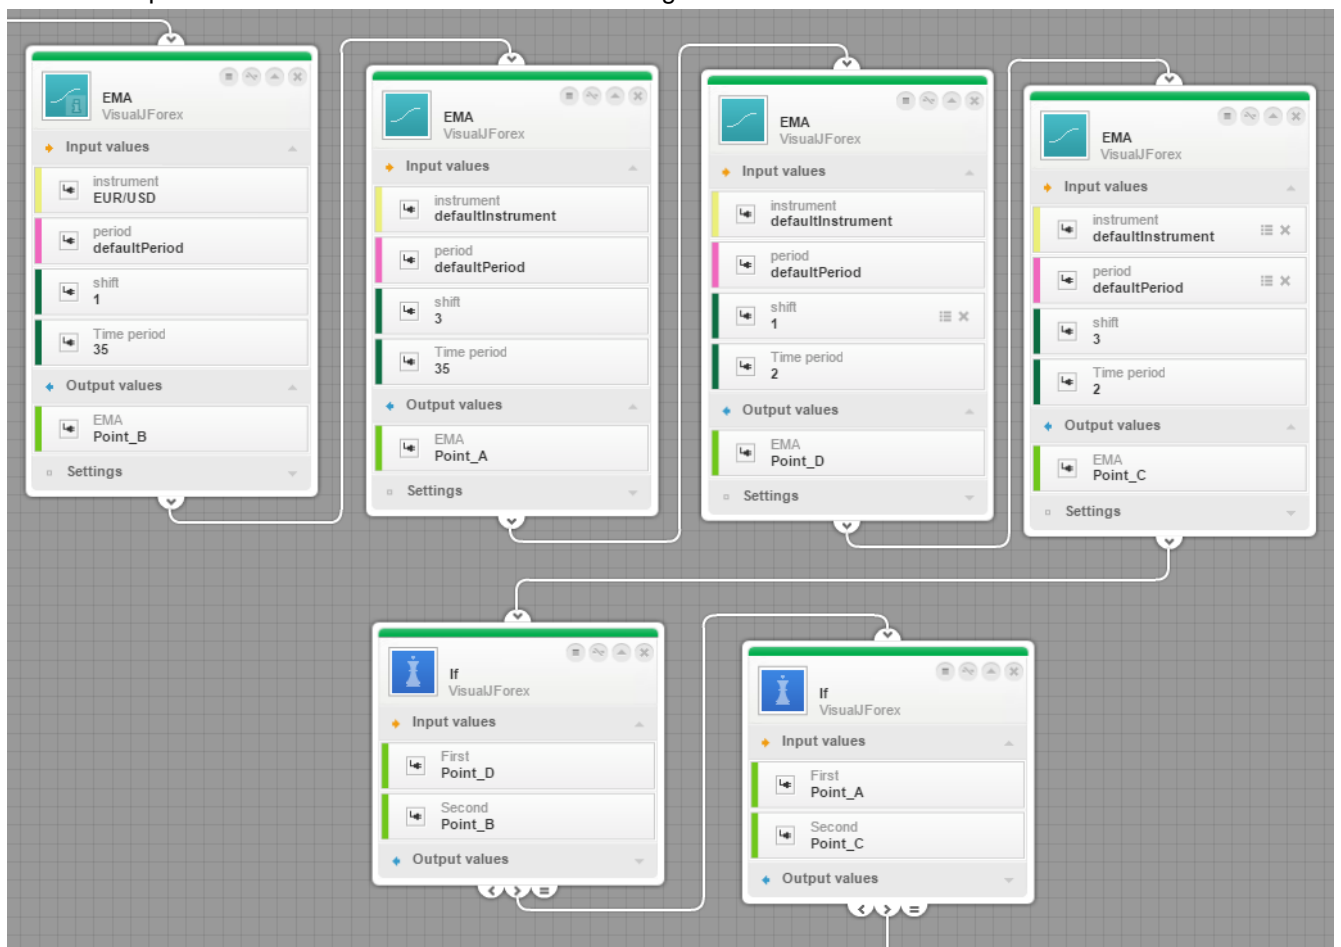 EMA
VisualJForex
Input values
instrument
EUR/USD
period
defaultPeriod
shift
1
Time period
35
Output values
EMA
Point_B
Settings
EMA
VisualJForex
Input values
instrument
defaultInstrument
period
defaultPeriod
shift
3
Time period
35
Output values
EMA
Point_A
Settings
EMA
VisualJForex
Input values
instrument
defaultInstrument
period
defaultPeriod
shift
1
Time period
2
Output values
EMA
Point_D
Settings
EMA
VisualJForex
Input values
instrument
defaultInstrument
period
defaultPeriod
shift
3
Time period
2
Output values
EMA
Point_C
Settings
If
VisualJForex
Input values
First
Point_D
Second
Point_B
Output values
< > =
If
VisualJForex
Input values
First
Point_A
Second
Point_C
Output values
< > =